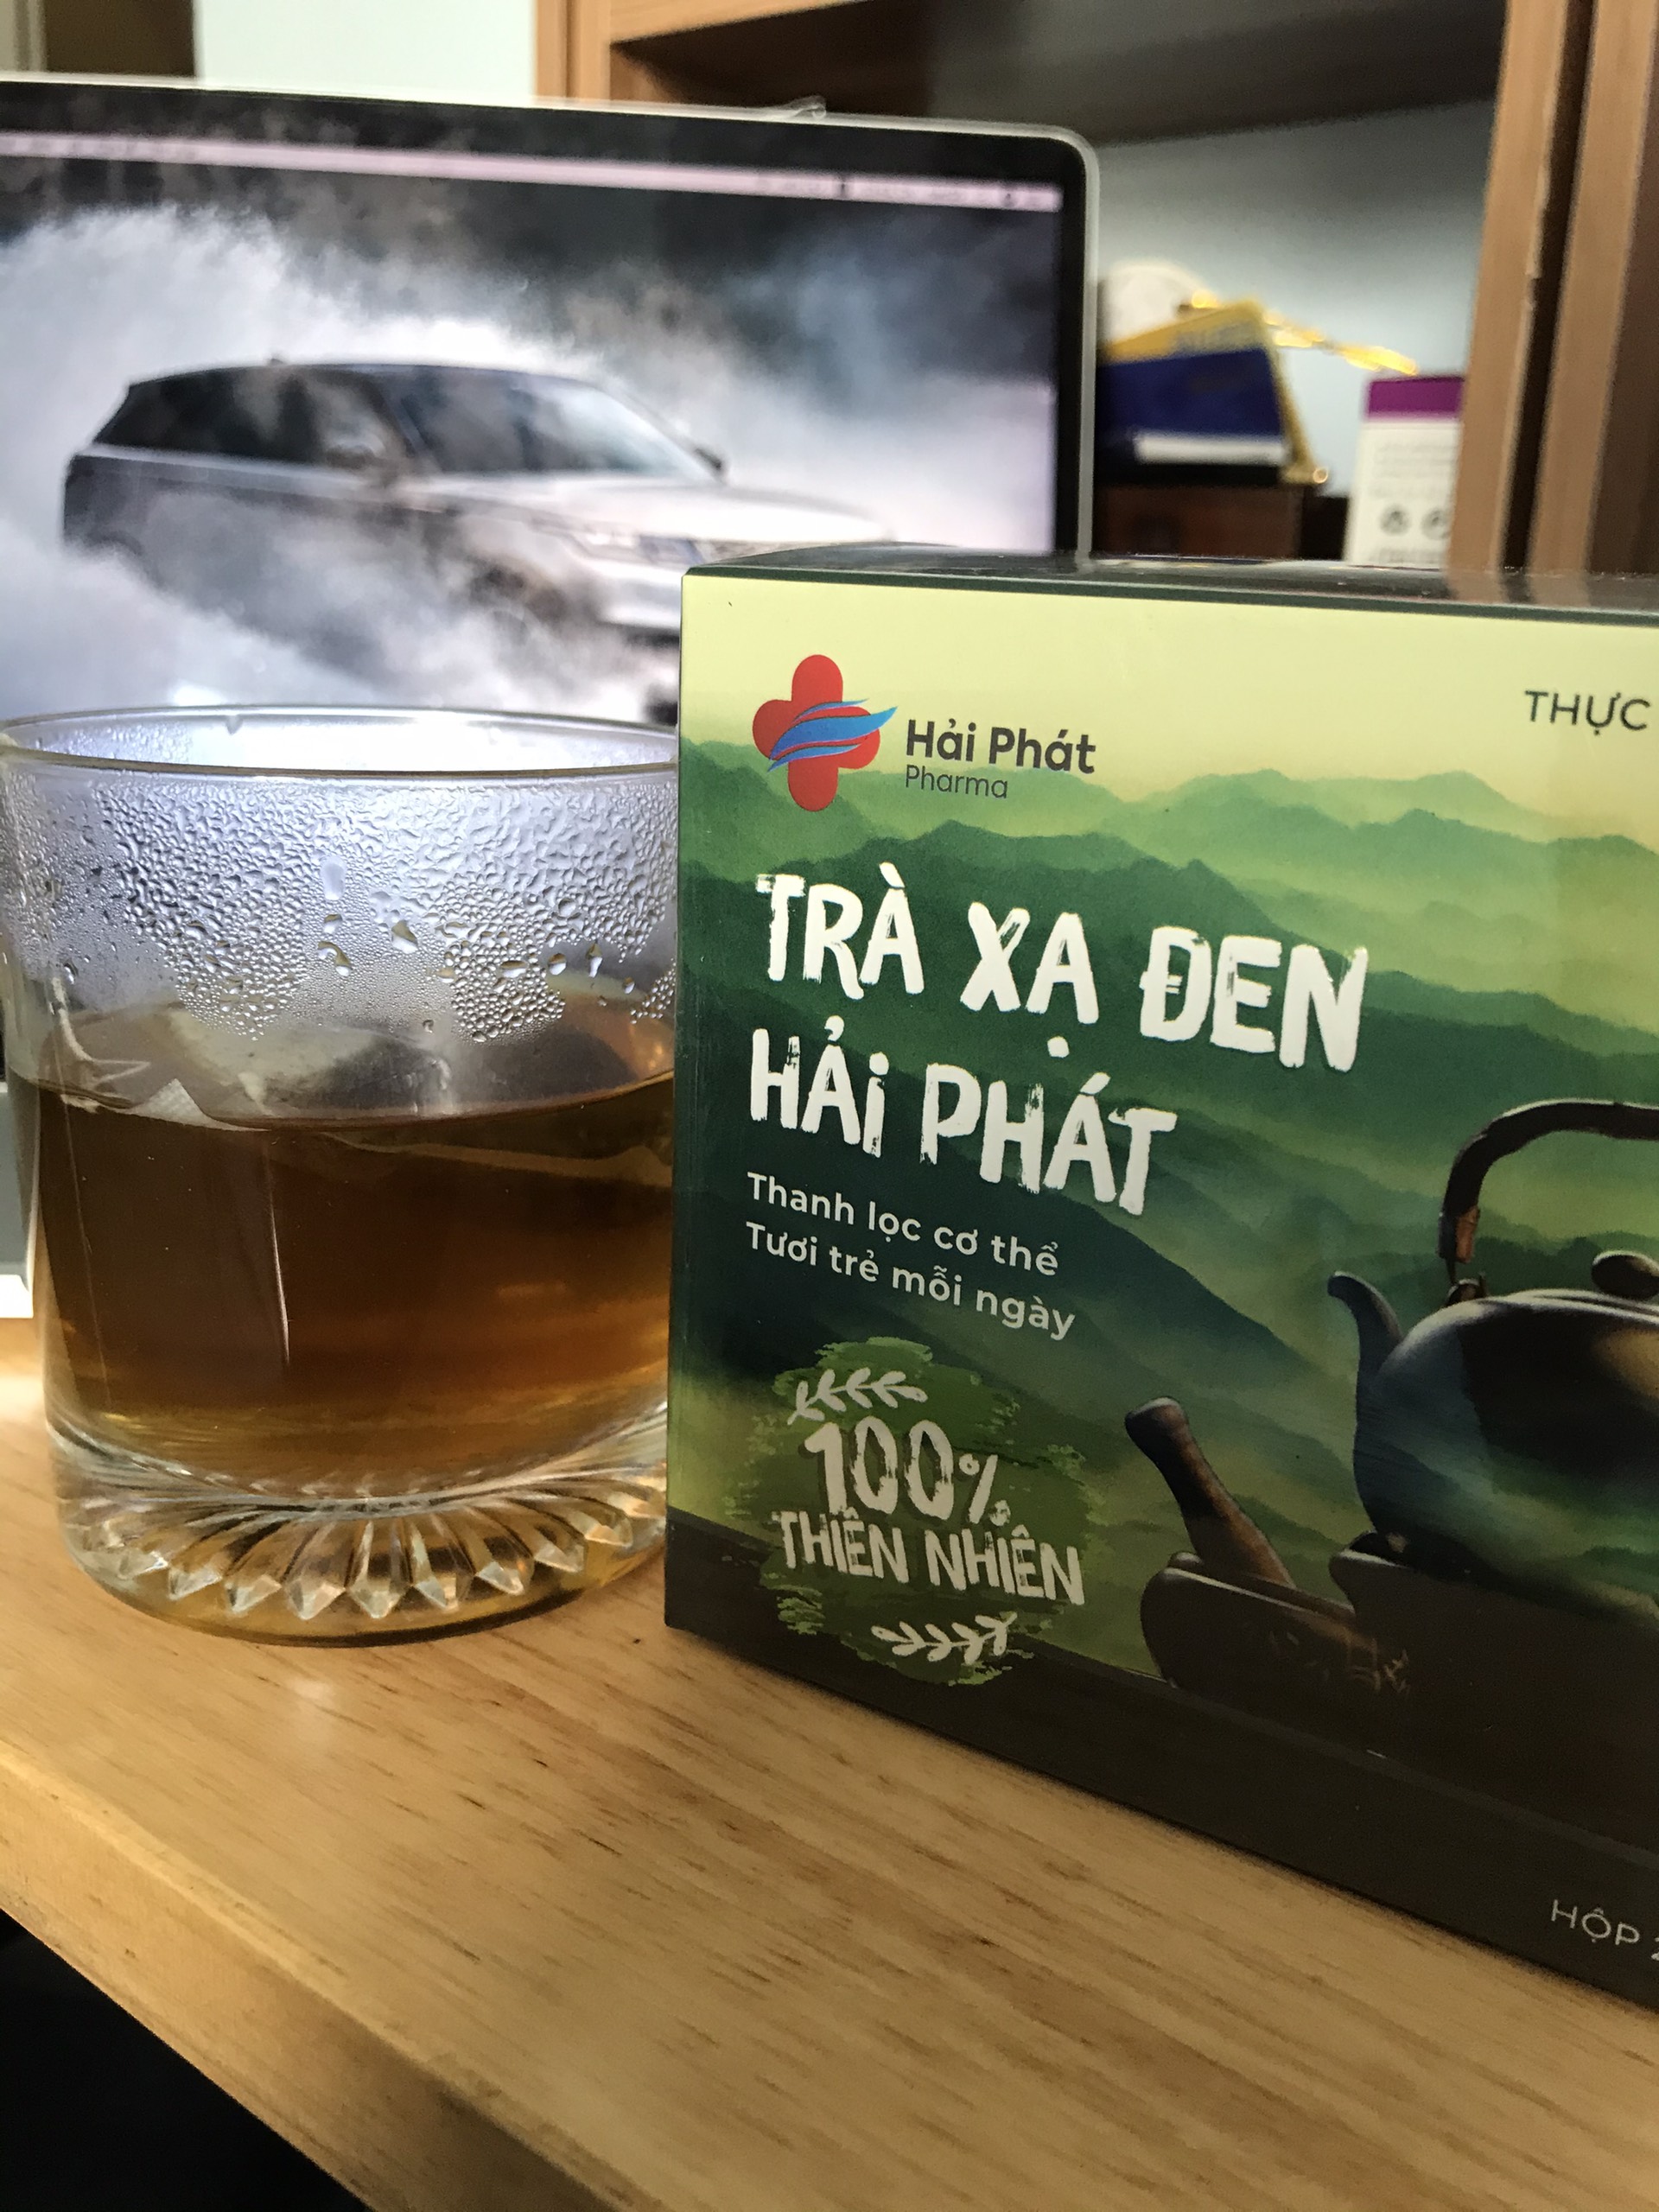 Hải Phát
Pharma
THỰC
TRÀ XẠ ĐEN
HẢI PHÁT
Thanh lọc cơ thể
Tươi trẻ mỗi ngày
100%
THIÊN NHIÊN
HỘP